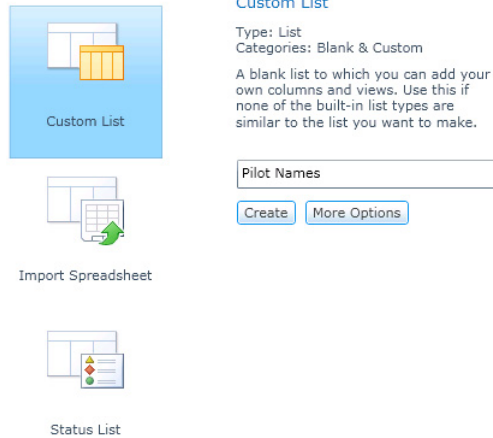 Custom List
Type: List
Categories: Blank & Custom
A blank list to which you can add your
own columns and views. Use this if
none of the built-in list types are
similar to the list you want to make.
Pilot Names
Create
More Options
Custom List
Import Spreadsheet
Status List